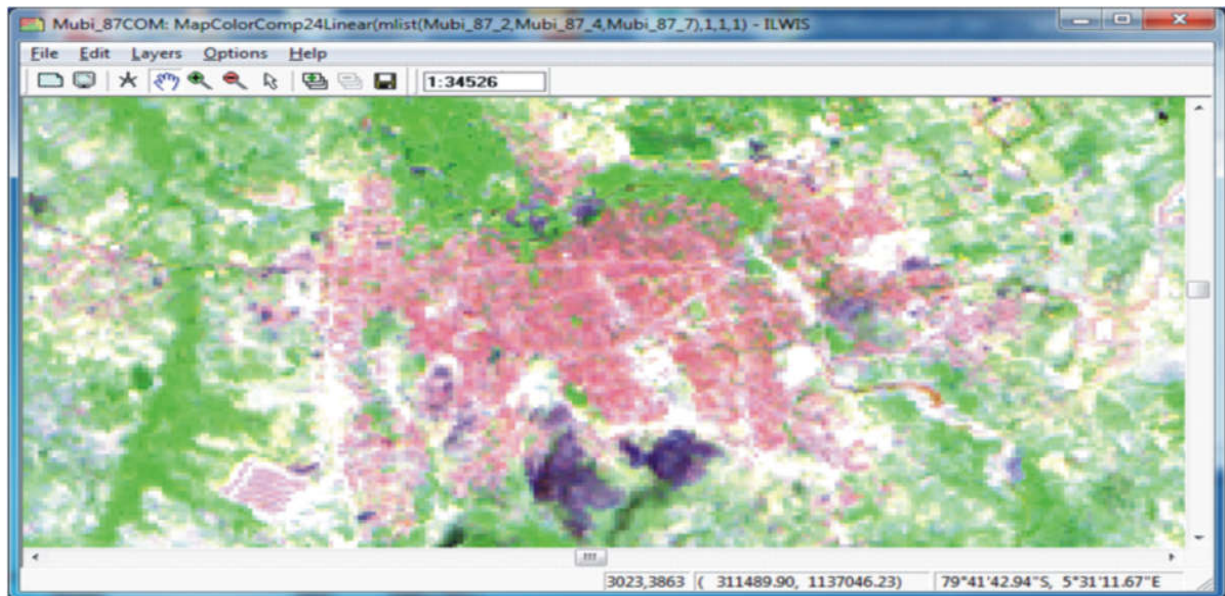 Mubi_87COM: MapColorComp24Linear(mlist(Mubi_87_2,Mubi_87_4,Mubi_87_7),1,1,1) - ILWIS
File Edit Layers Options Help
1:34526
3023,3863 ( 311489.90, 1137046.23) 79°41'42.94"S, 5°31'11.67"E